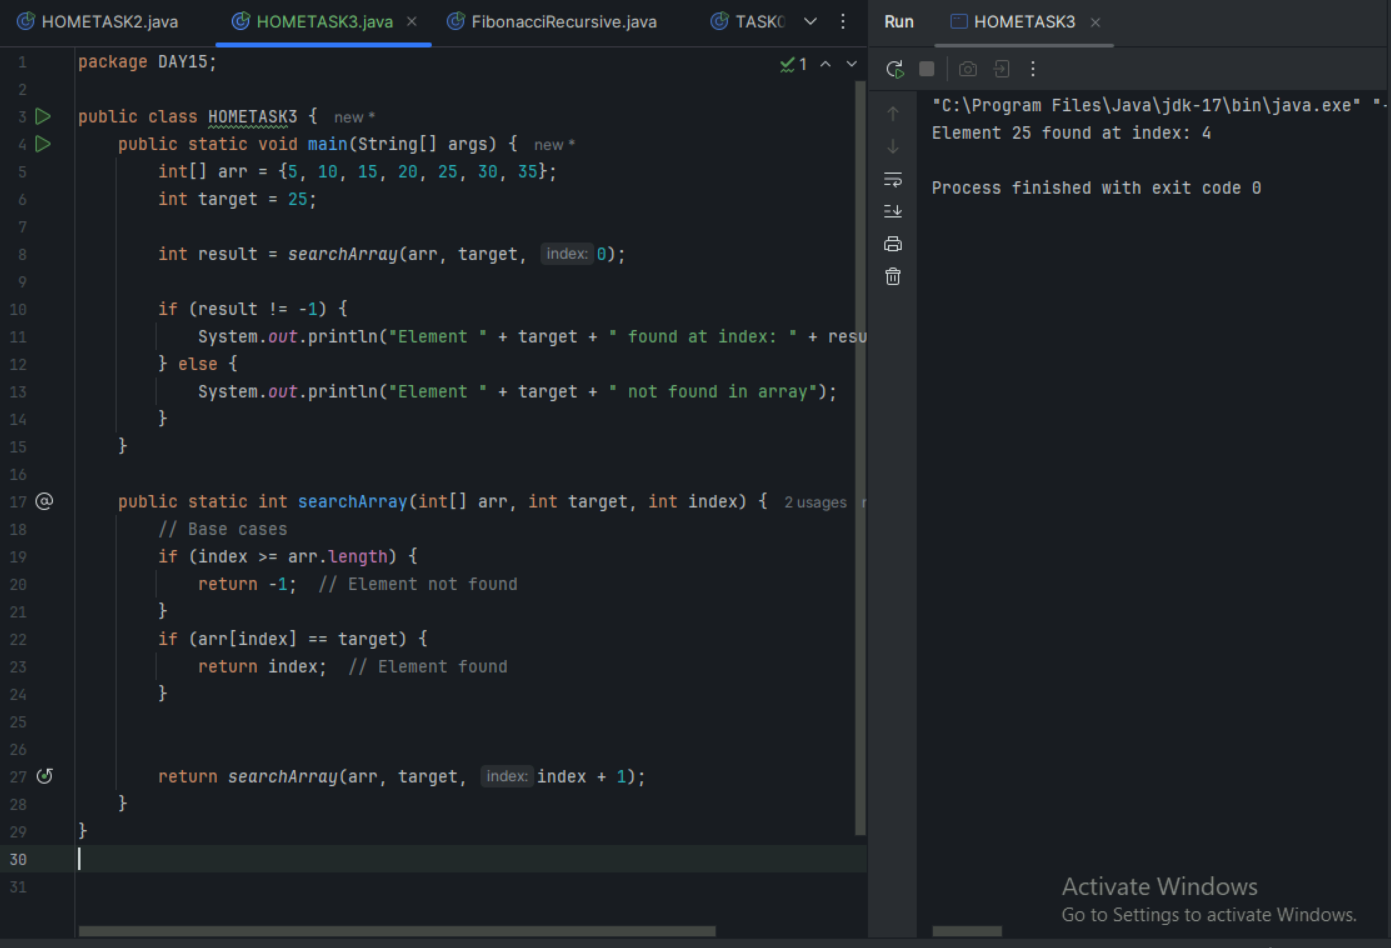 HOMETASK2.java HOMETASK3.java FibonacciRecursive.java TASK
Run HOMETASK3
1 package DAY15; 1
2
3 public class HOMETASK3 { new *
4 public static void main(String[] args) { new *
5 int[] arr = {5, 10, 15, 20, 25, 30, 35};
6 int target = 25;
7
8 int result = searchArray(arr, target, index: 0);
9
10 if (result != -1) {
11 System.out.println("Element " + target + " found at index: " + resu
12 } else {
13 System.out.println("Element " + target + " not found in array");
14 }
15 }
16
17 public static int searchArray(int[] arr, int target, int index) { 2 usages
18 // Base cases
19 if (index >= arr.length) {
20 return -1; // Element not found
21 }
22 if (arr[index] == target) {
23 return index; // Element found
24 }
25
26
27 return searchArray(arr, target, index: index + 1);
28 }
29 }
30
31
"C:\Program Files\Java\jdk-17\bin\java.exe" "-
Element 25 found at index: 4
Process finished with exit code 0
Activate Windows
Go to Settings to activate Windows.